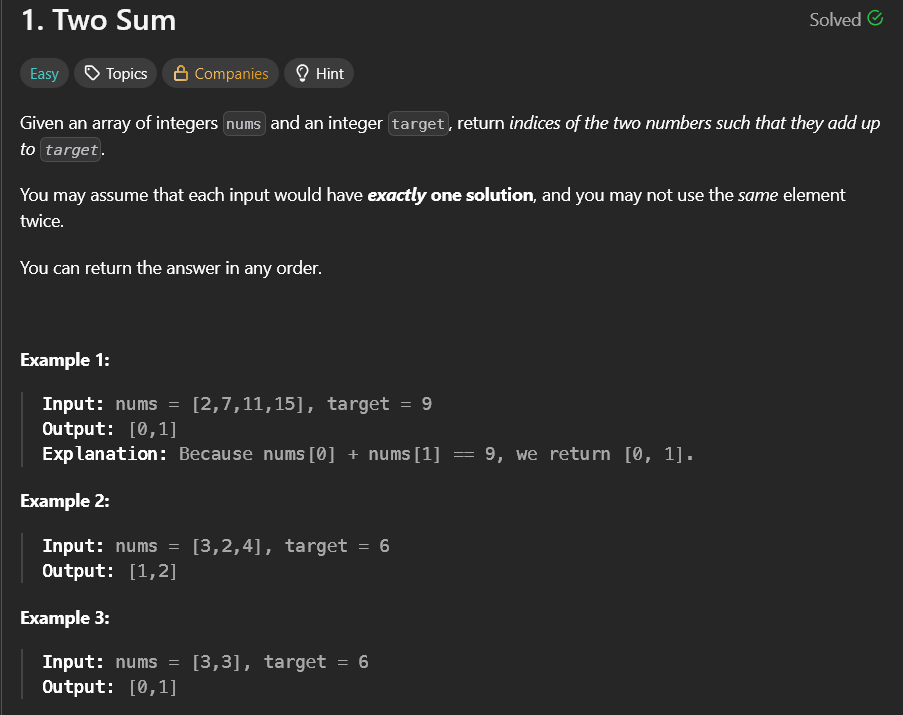 1. Two Sum
Solved
Easy
Topics
Companies
Hint
Given an array of integers nums and an integer target, return indices of the two numbers such that they add up
to target.
You may assume that each input would have exactly one solution, and you may not use the same element
twice.
You can return the answer in any order.
Example 1:
Input: nums = [2,7,11,15], target = 9
Output: [0,1]
Explanation: Because nums[0] + nums[1] == 9, we return [0, 1].
Example 2:
Input: nums = [3,2,4], target = 6
Output: [1,2]
Example 3:
Input: nums = [3,3], target = 6
Output: [0,1]